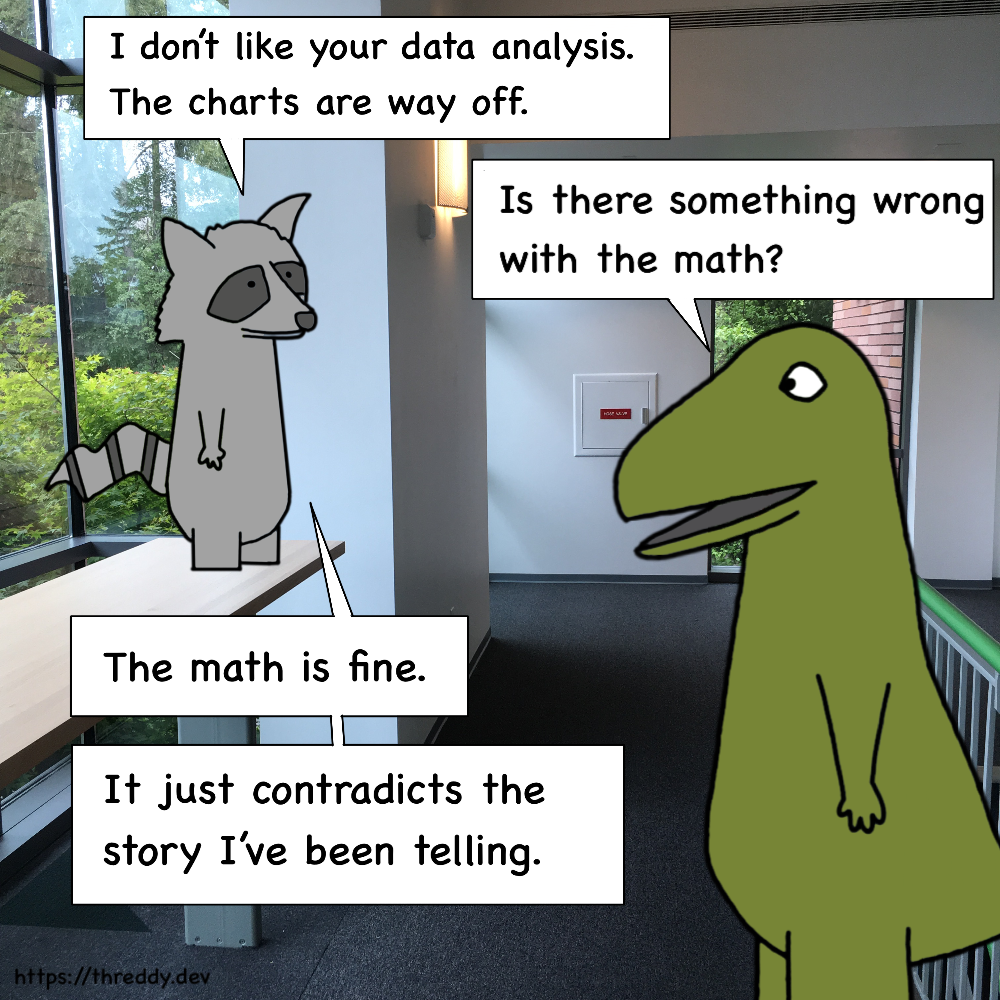 I don't like your data analysis.
The charts are way off.
Is there something wrong
with the math?
The math is fine.
It just contradicts the
story I've been telling.
https://threddy.dev